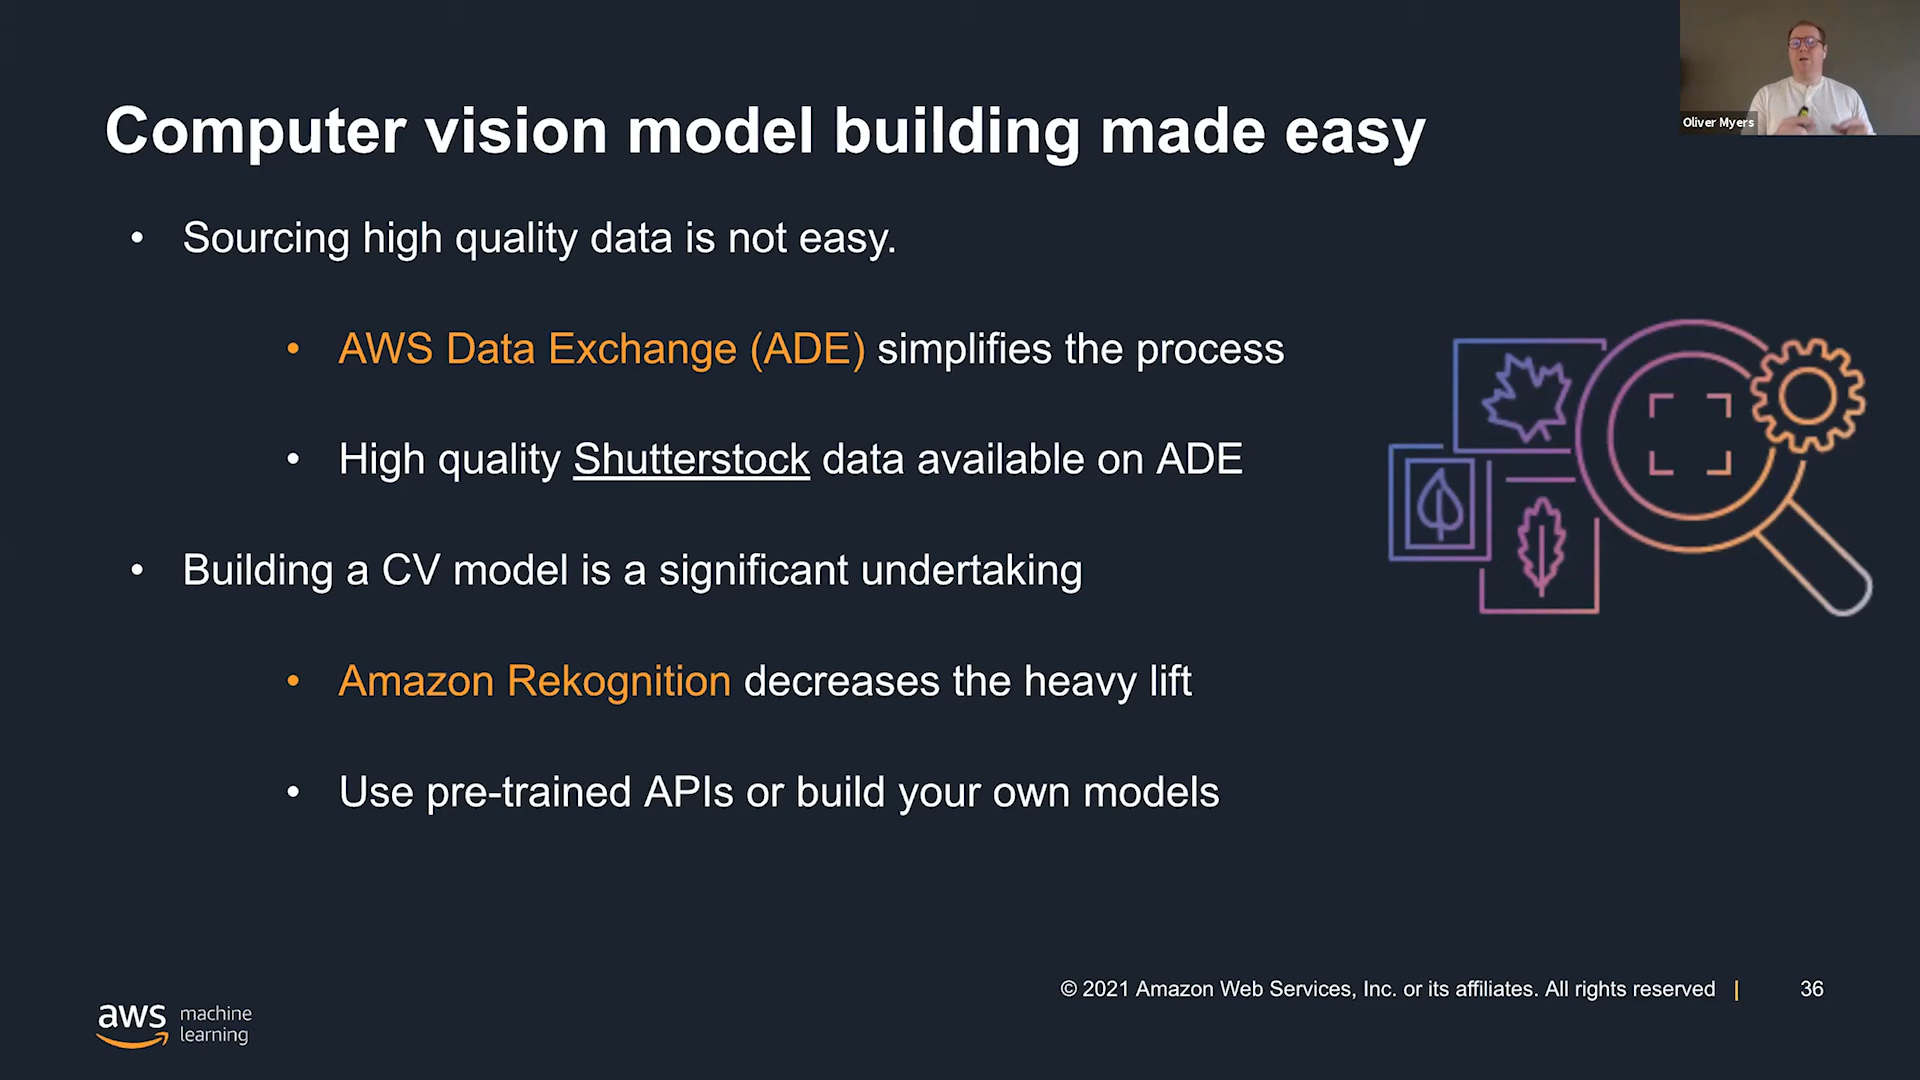 Oliver Myers
Computer vision model building made easy
• Sourcing high quality data is not easy.
• AWS Data Exchange (ADE) simplifies the process
• High quality Shutterstock data available on ADE
• Building a CV model is a significant undertaking
• Amazon Rekognition decreases the heavy lift
• Use pre-trained APIs or build your own models
© 2021 Amazon Web Services, Inc. or its affiliates. All rights reserved | 36
aws machine
learning